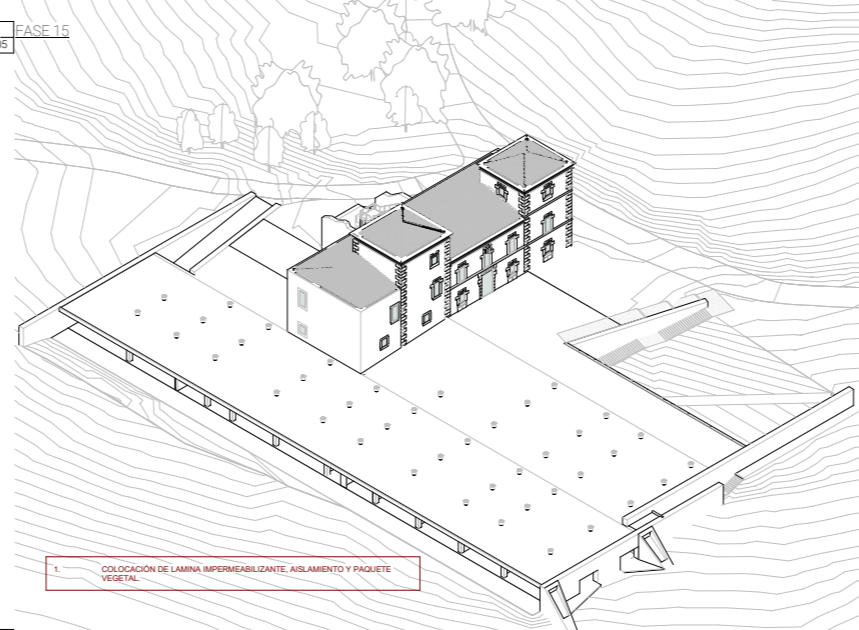 FASE 15
05
1. COLOCACIÓN DE LAMINA IMPERMEABILIZANTE, AISLAMIENTO Y PAQUETE
VEGETAL.